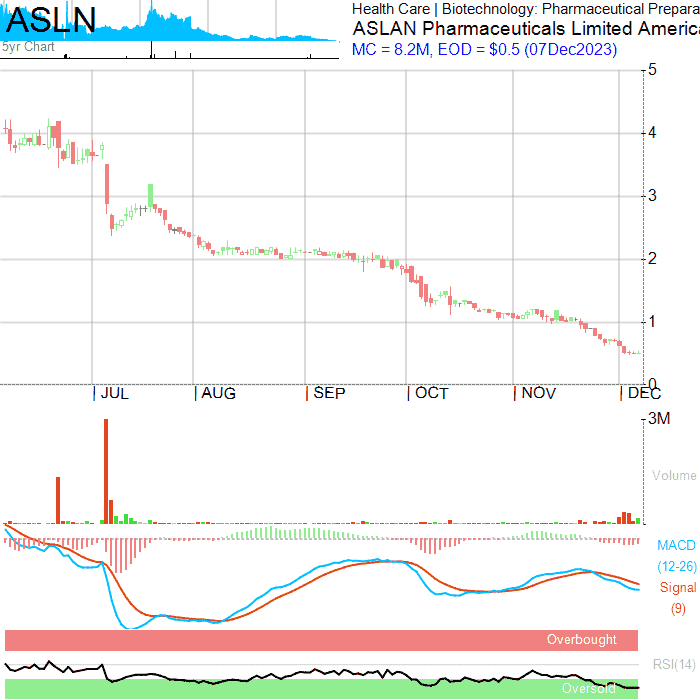 ASLN
5yr Chart
Health Care | Biotechnology: Pharmaceutical Prepara
ASLAN Pharmaceuticals Limited America
MC = 8.2M, EOD = $0.5 (07Dec2023)
5
4
3
2
1
0
JUL AUG SEP OCT NOV DEC
3M
Volume
MACD
(12-26)
Signal
(9)
Overbought
RSI(14)
Oversold